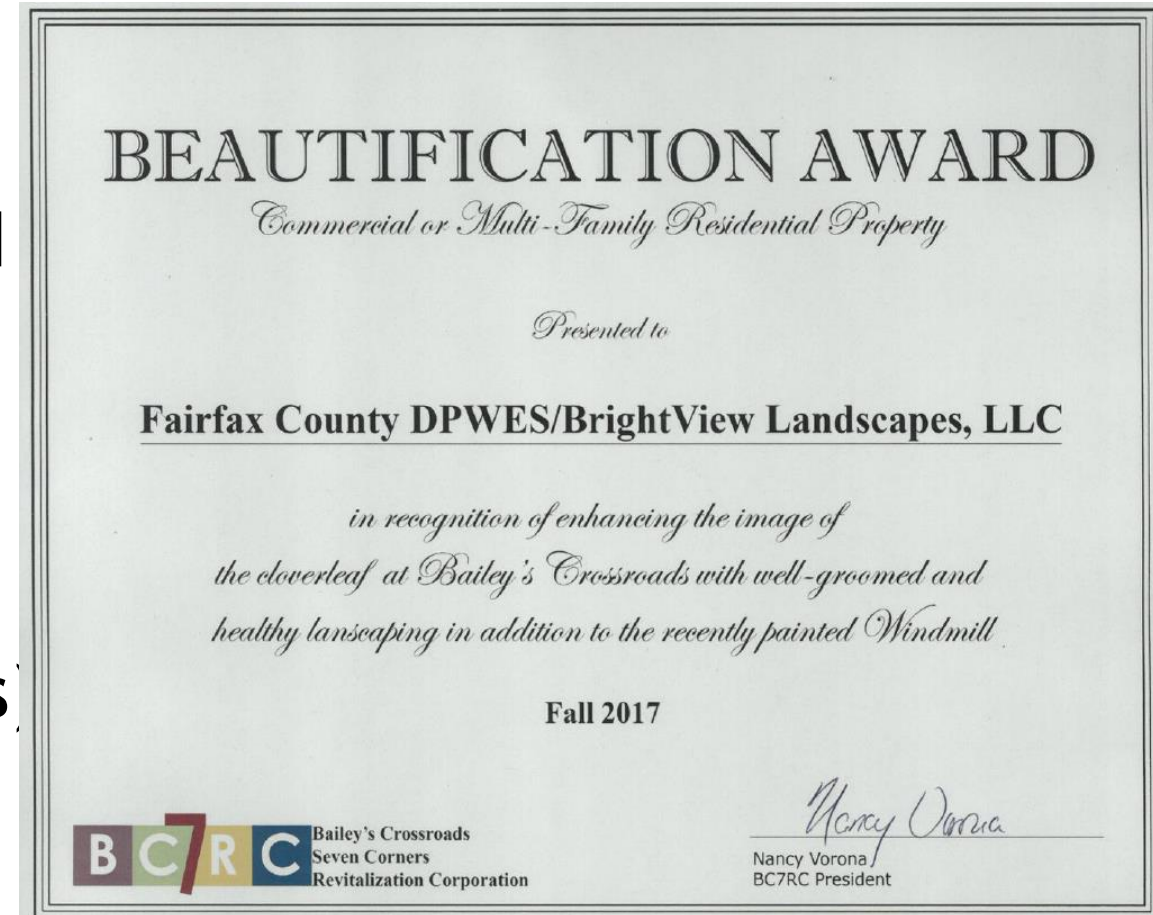 BEAUTIFICATION AWARD
Commercial or Multi-Family Residential Property
Presented to
Fairfax County DPWES/BrightView Landscapes, LLC
in recognition of enhancing the image of
the cloverleaf at Bailey's Crossroads with well-groomed and
healthy lanscaping in addition to the recently painted Windmill
Fall 2017
BC7RC
Bailey's Crossroads
Seven Corners
Revitalization Corporation
Nancy Vorona
Nancy Vorona
BC7RC President
s)